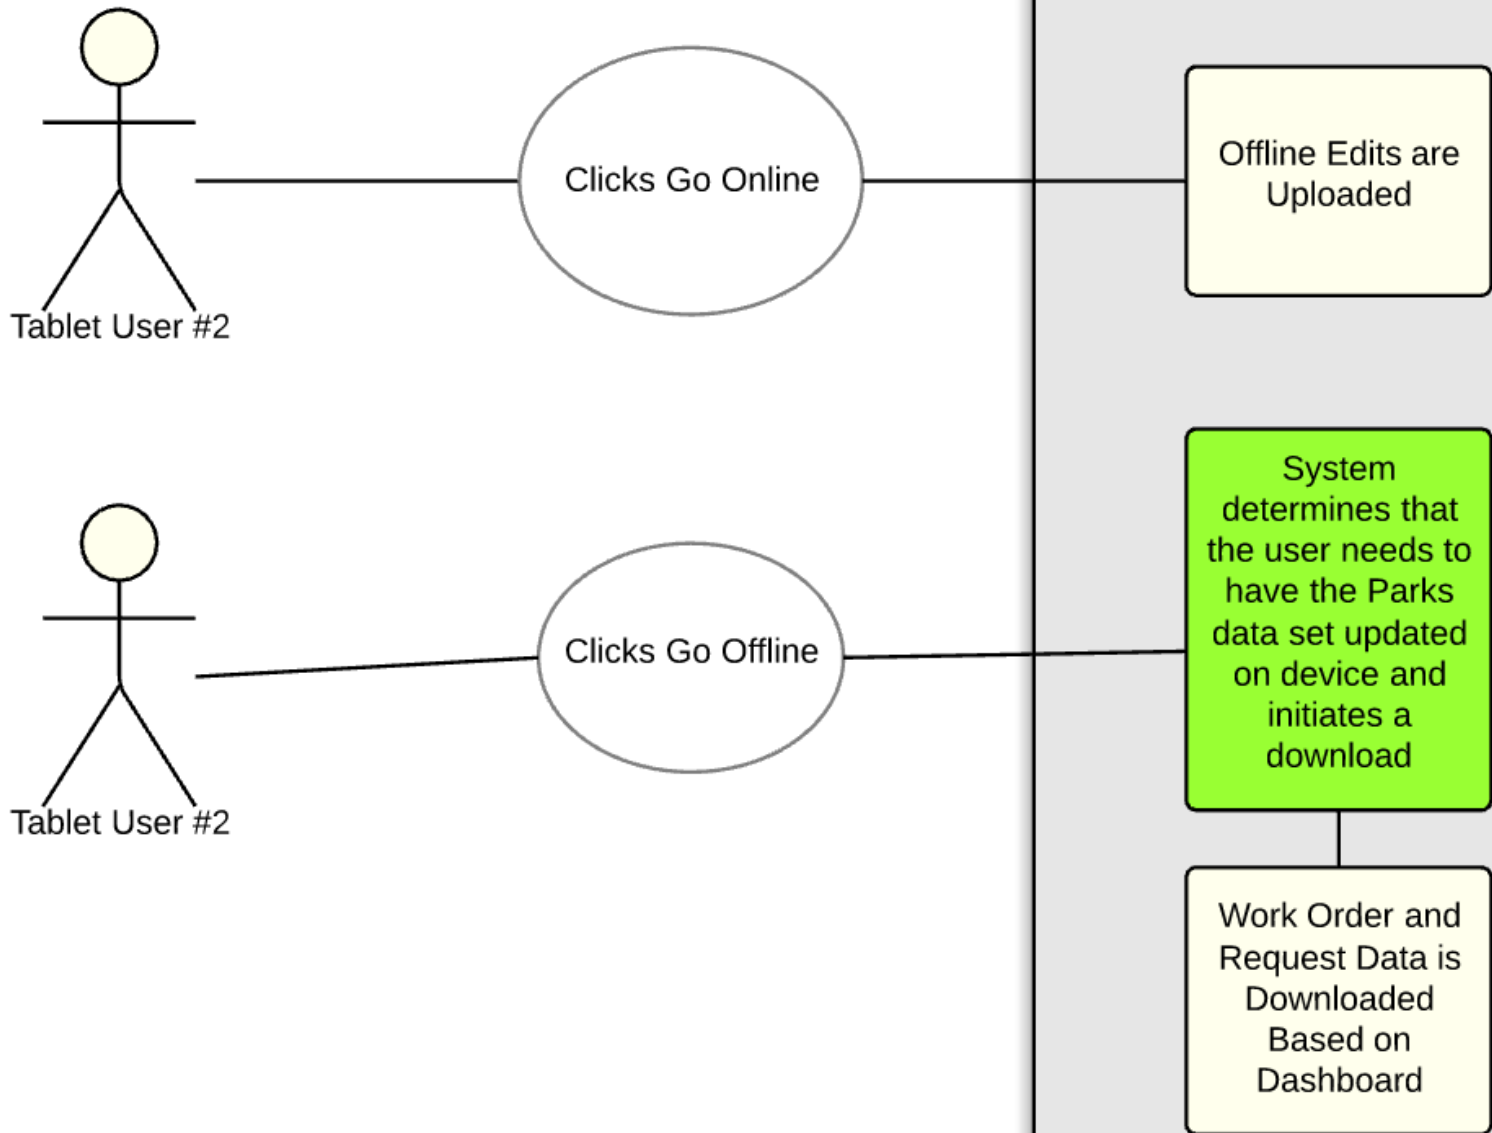 Clicks Go Online
Offline Edits are
Uploaded
Tablet User #2
System
determines that
the user needs to
have the Parks
data set updated
on device and
initiates a
download
Clicks Go Offline
Tablet User #2
Work Order and
Request Data is
Downloaded
Based on
Dashboard